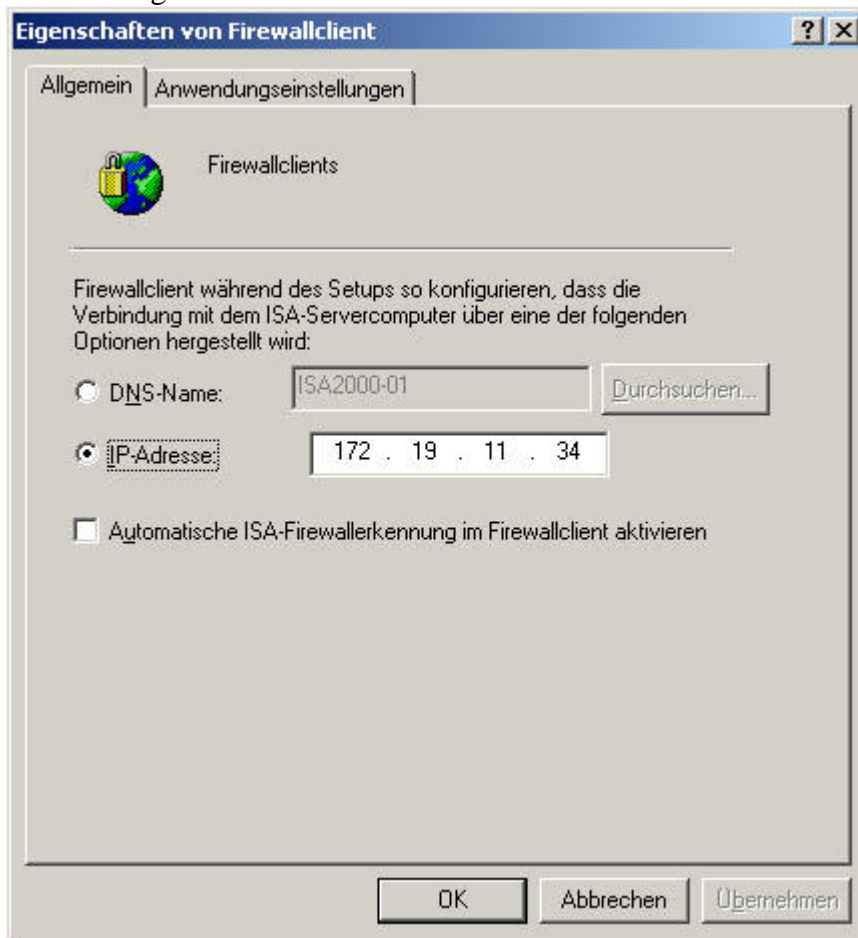 Eigenschaften von Firewallclient
Allgemein Anwendungseinstellungen
Firewallclients
Firewallclient während des Setups so konfigurieren, dass die
Verbindung mit dem ISA-Servercomputer über eine der folgenden
Optionen hergestellt wird:
DNS-Name: ISA2000-01 Durchsuchen...
IP-Adresse: 172 . 19 . 11 . 34
Automatische ISA-Firewallerkennung im Firewallclient aktivieren
OK Abbrechen Übernehmen